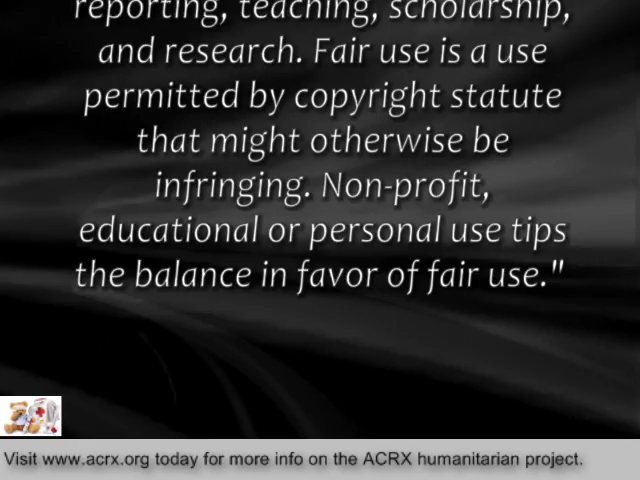 reporting, teaching, scholarship,
and research. Fair use is a use
permitted by copyright statute
that might otherwise be
infringing. Non-profit,
educational or personal use tips
the balance in favor of fair use."
Visit www.acrx.org today for more info on the ACRX humanitarian project.